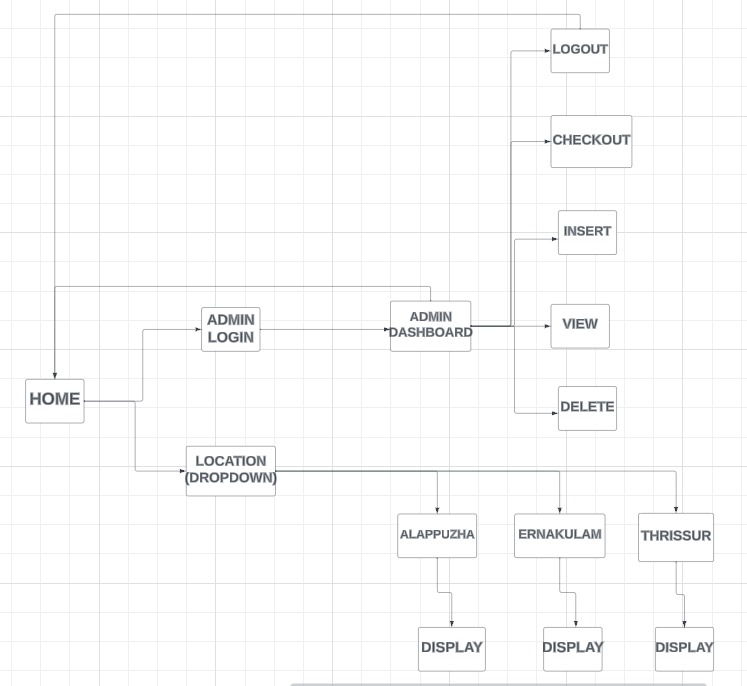 LOGOUT
CHECKOUT
INSERT
ADMIN
LOGIN
ADMIN
DASHBOARD
VIEW
HOME
DELETE
LOCATION
(DROPDOWN)
ALAPPUZHA
ERNAKULAM
THRISSUR
DISPLAY
DISPLAY
DISPLAY